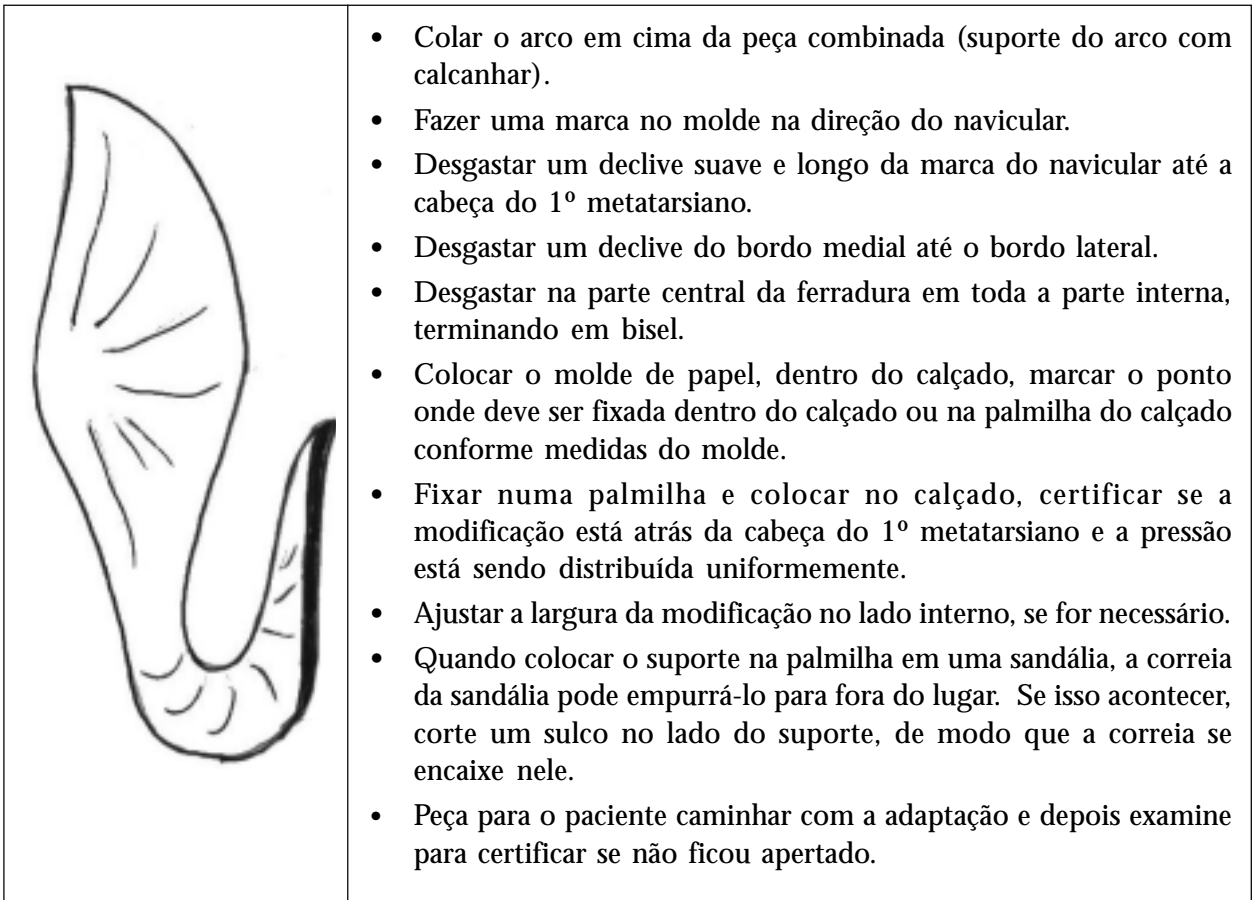 • Colar o arco em cima da peça combinada (suporte do arco com
calcanhar).
• Fazer uma marca no molde na direção do navicular.
• Desgastar um declive suave e longo da marca do navicular até a
cabeça do 1º metatarsiano.
• Desgastar um declive do bordo medial até o bordo lateral.
• Desgastar na parte central da ferradura em toda a parte interna,
terminando em bisel.
• Colocar o molde de papel, dentro do calçado, marcar o ponto
onde deve ser fixada dentro do calçado ou na palmilha do calçado
conforme medidas do molde.
• Fixar numa palmilha e colocar no calçado, certificar se a
modificação está atrás da cabeça do 1º metatarsiano e a pressão
está sendo distribuída uniformemente.
• Ajustar a largura da modificação no lado interno, se for necessário.
• Quando colocar o suporte na palmilha em uma sandália, a correia
da sandália pode empurrá-lo para fora do lugar. Se isso acontecer,
corte um sulco no lado do suporte, de modo que a correia se
encaixe nele.
• Peça para o paciente caminhar com a adaptação e depois examine
para certificar se não ficou apertado.